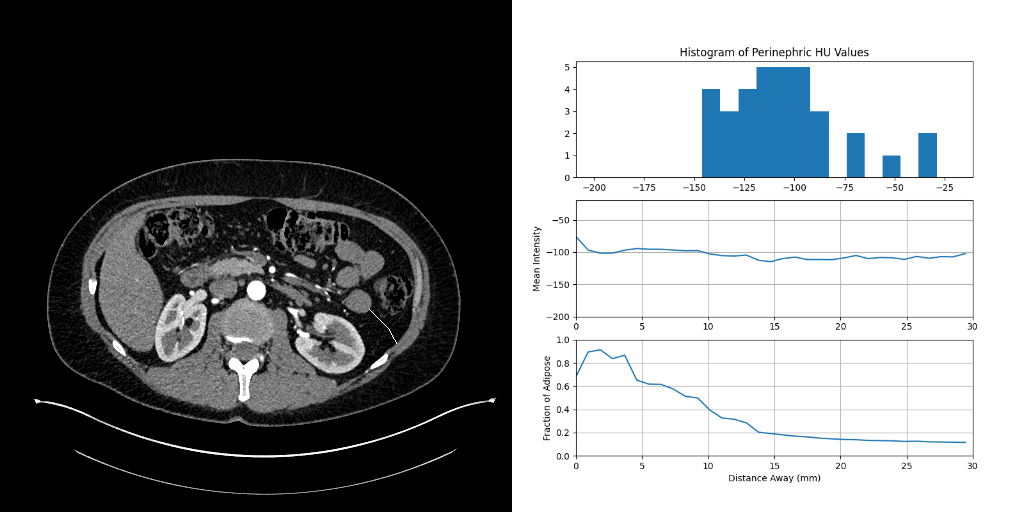 Histogram of Perinephric HU Values
5
4
3
2
1
0
−200 −175 −150 −125 −100 −75 −50 −25
Mean Intensity
−50
−100
−150
−200
0 5 10 15 20 25 30
Fraction of Adipose
1.0
0.8
0.6
0.4
0.2
0.0
0 5 10 15 20 25 30
Distance Away (mm)